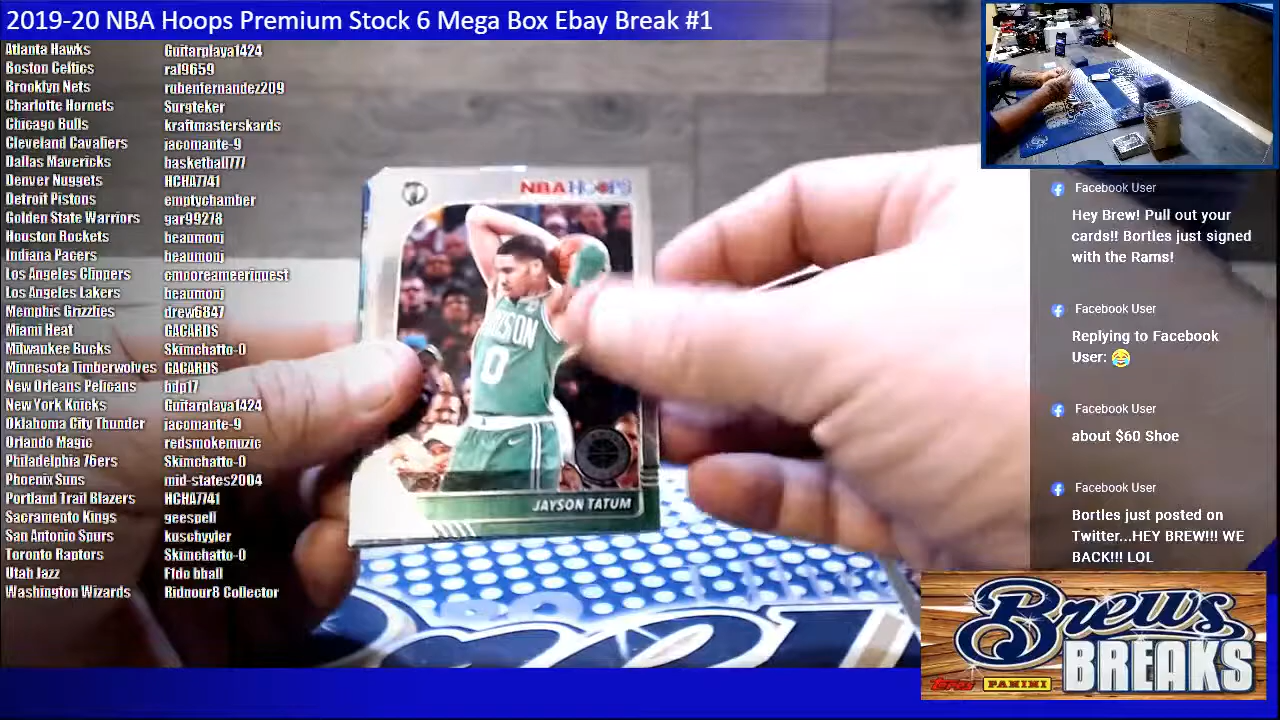 2019-20 NBA Hoops Premium Stock 6 Mega Box Ebay Break #1
Atlanta Hawks Guitarplaya1424
Boston Celtics ral9659
Brooklyn Nets rubenfernandez209
Charlotte Hornets Surgteker
Chicago Bulls kraftmasterskards
Cleveland Cavaliers jacomante-9
Dallas Mavericks basketball777
Denver Nuggets HCHA7741
Detroit Pistons emptychamber
Golden State Warriors gar99278
Houston Rockets beaumonj
Indiana Pacers beaumonj
Los Angeles Clippers cmooreameriquest
Los Angeles Lakers beaumonj
Memphis Grizzlies drew6847
Miami Heat GACARDS
Milwaukee Bucks Skimchatto-0
Minnesota Timberwolves GACARDS
New Orleans Pelicans bdp17
New York Knicks Guitarplaya1424
Oklahoma City Thunder jacomante-9
Orlando Magic redsmokemuzic
Philadelphia 76ers Skimchatto-0
Phoenix Suns mid-states2004
Portland Trail Blazers HCHA7741
Sacramento Kings geespell
San Antonio Spurs kuschyyler
Toronto Raptors Skimchatto-0
Utah Jazz Fido bball
Washington Wizards Ridnour8 Collector
NBA HOOPS
0
JAYSON TATUM
Facebook User
Hey Brew! Pull out your
cards!! Bortles just signed
with the Rams!
Facebook User
Replying to Facebook
User: 😂
Facebook User
about $60 Shoe
Facebook User
Bortles just posted on
Twitter...HEY BREW!!! WE
BACK!!! LOL
Brew's
BREAKS
Topps PANINI